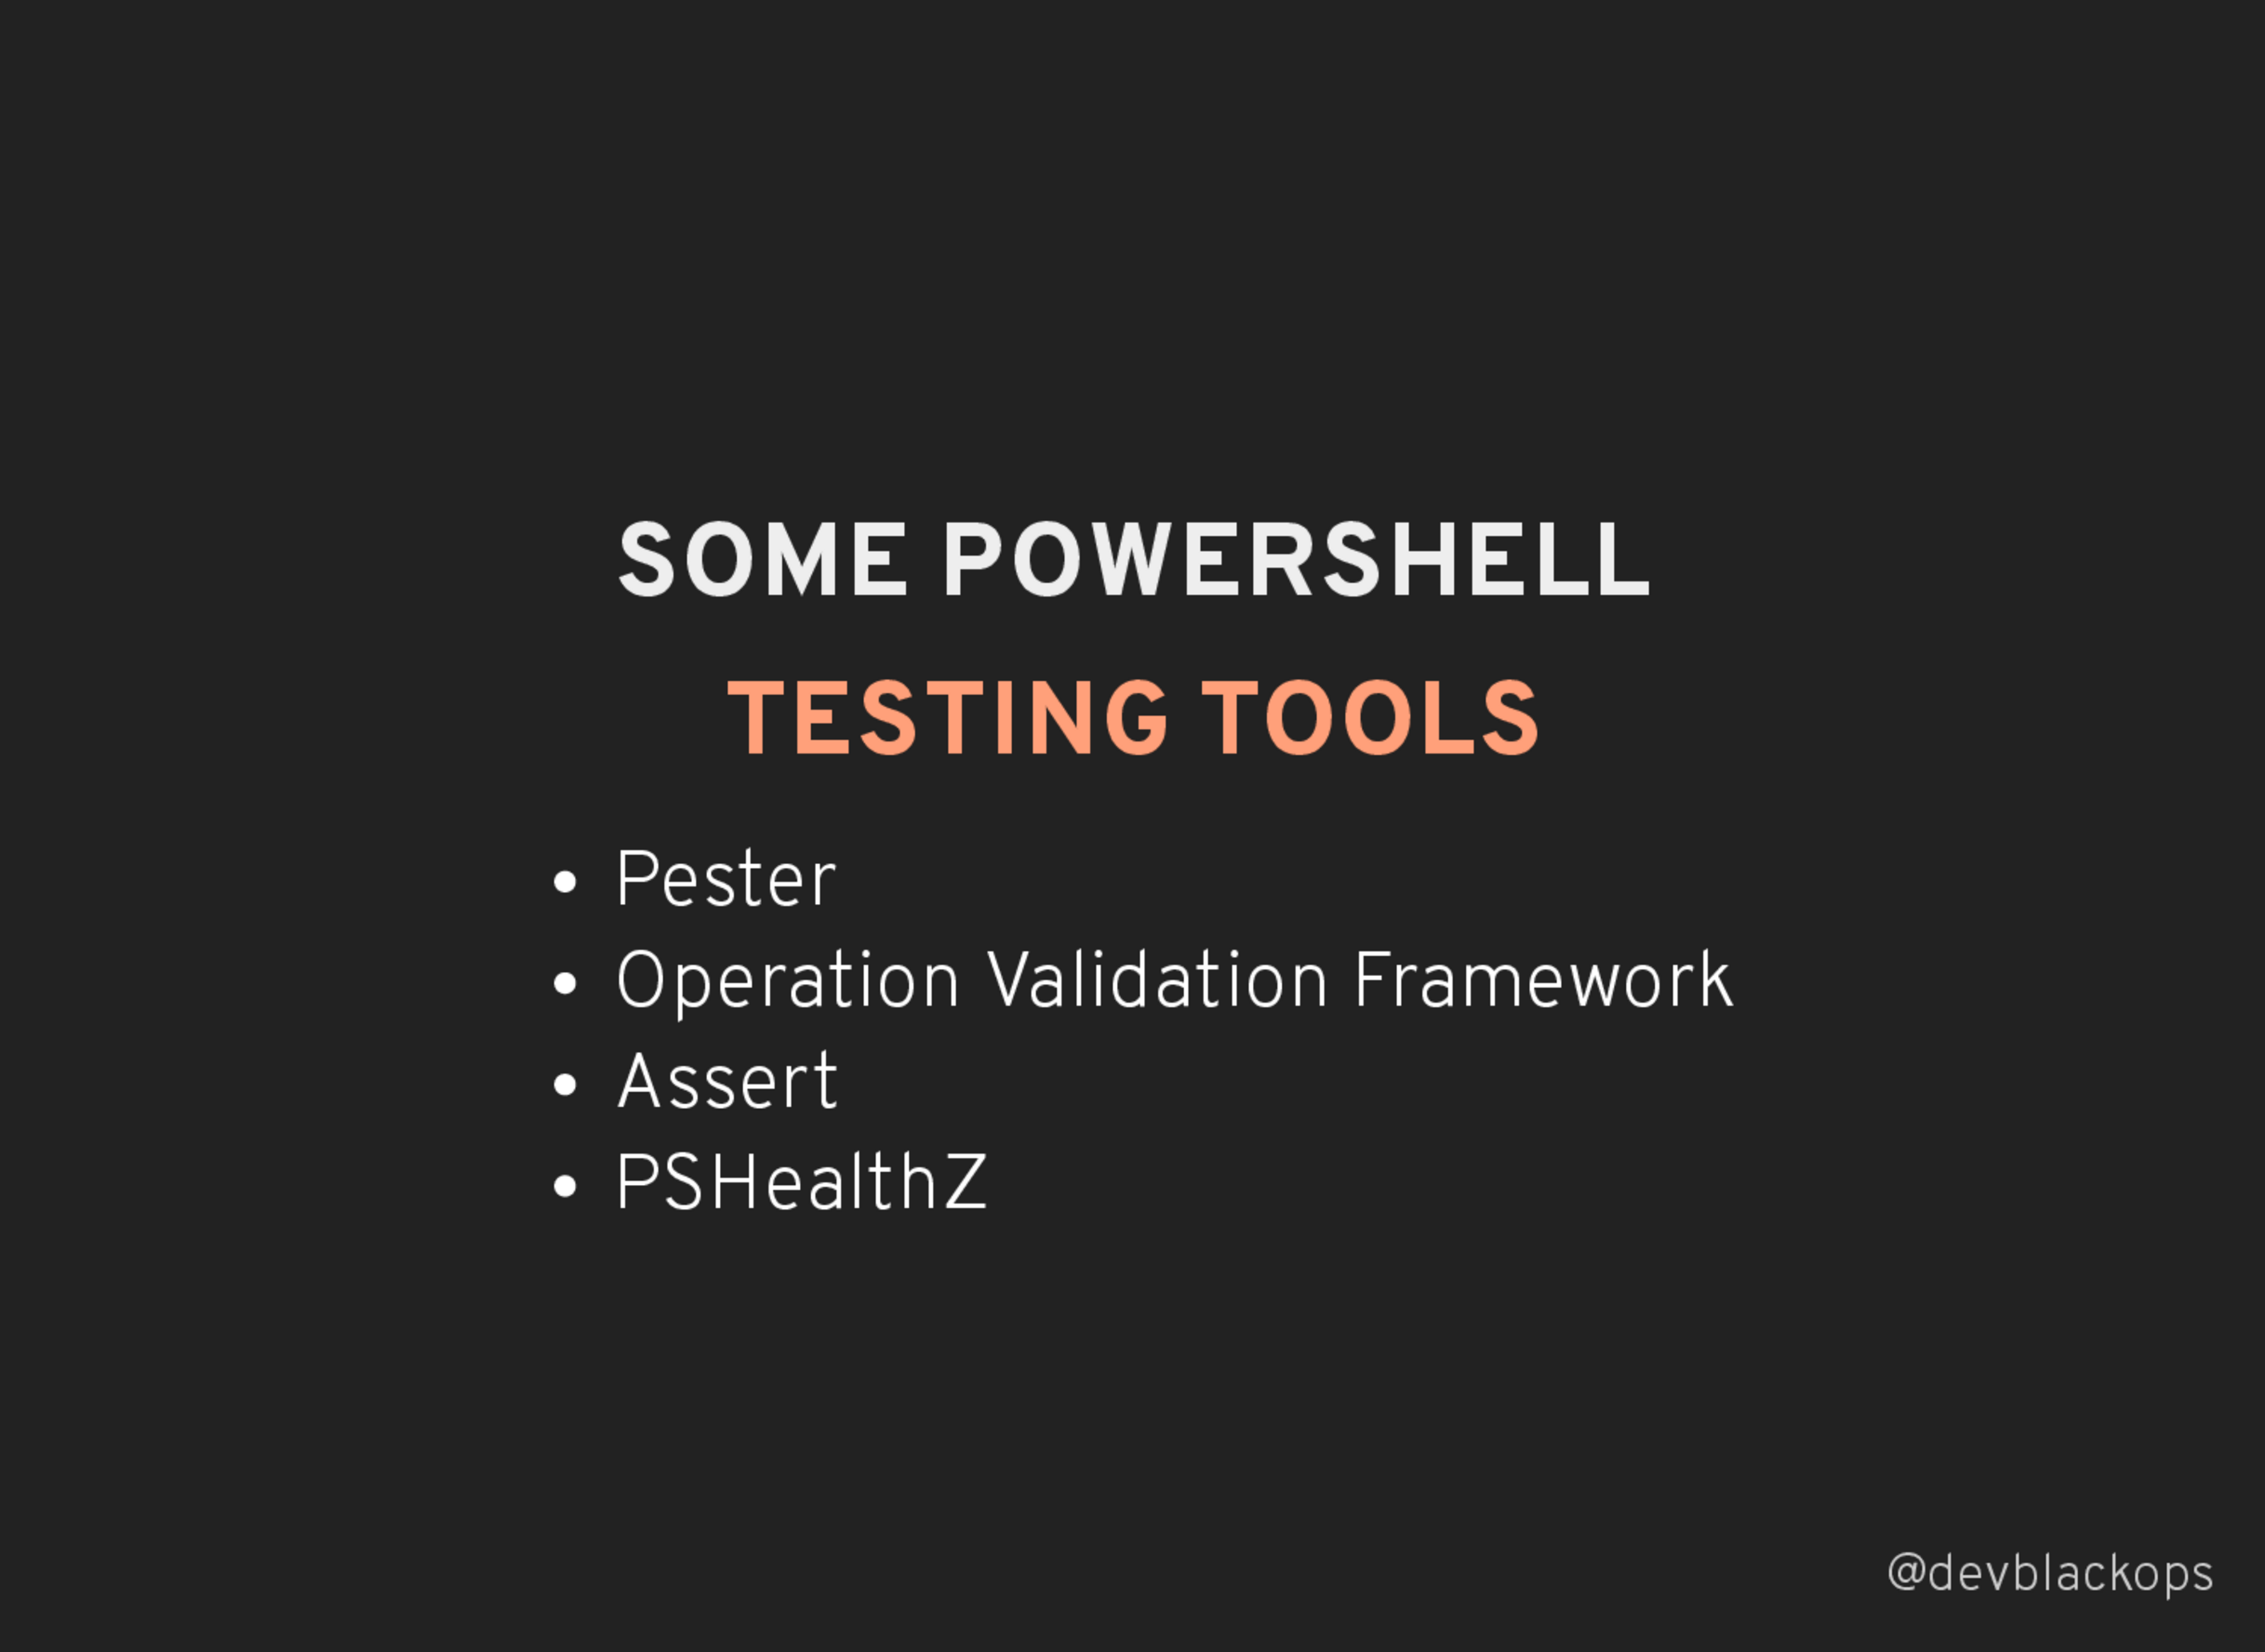 SOME POWERSHELL
TESTING TOOLS
• Pester
• Operation Validation Framework
• Assert
• PSHealthZ
@devblackops